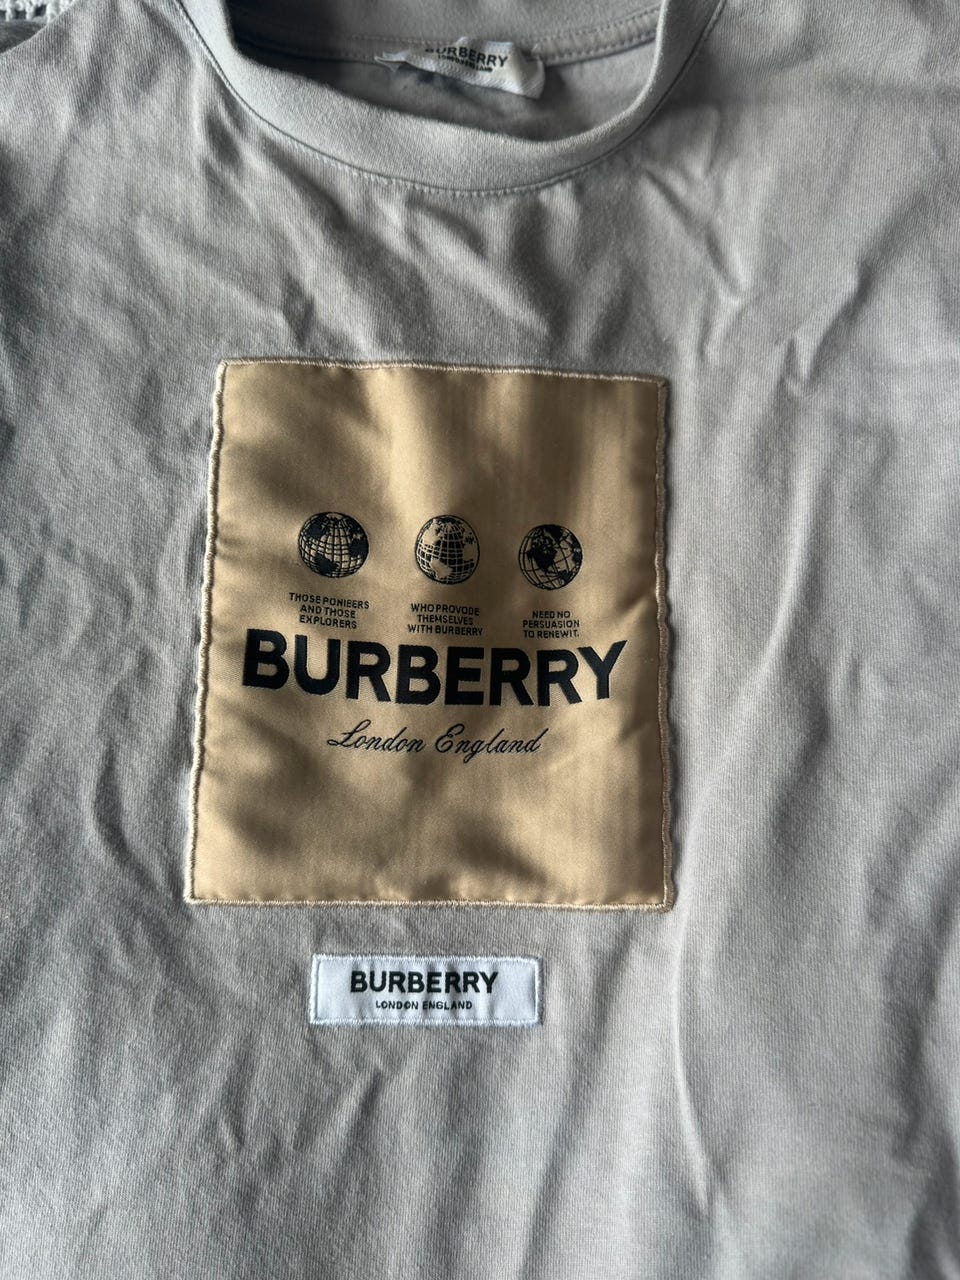 BURBERRY
THOSE PONIBERS
AND THOSE
EXPLORERS
WHO PROVODE
THEMSELVES
WITH BURBERRY
NEED NO
PERSUASION
TO RENEWIT.
BURBERRY
London England
BURBERRY
LONDON ENGLAND